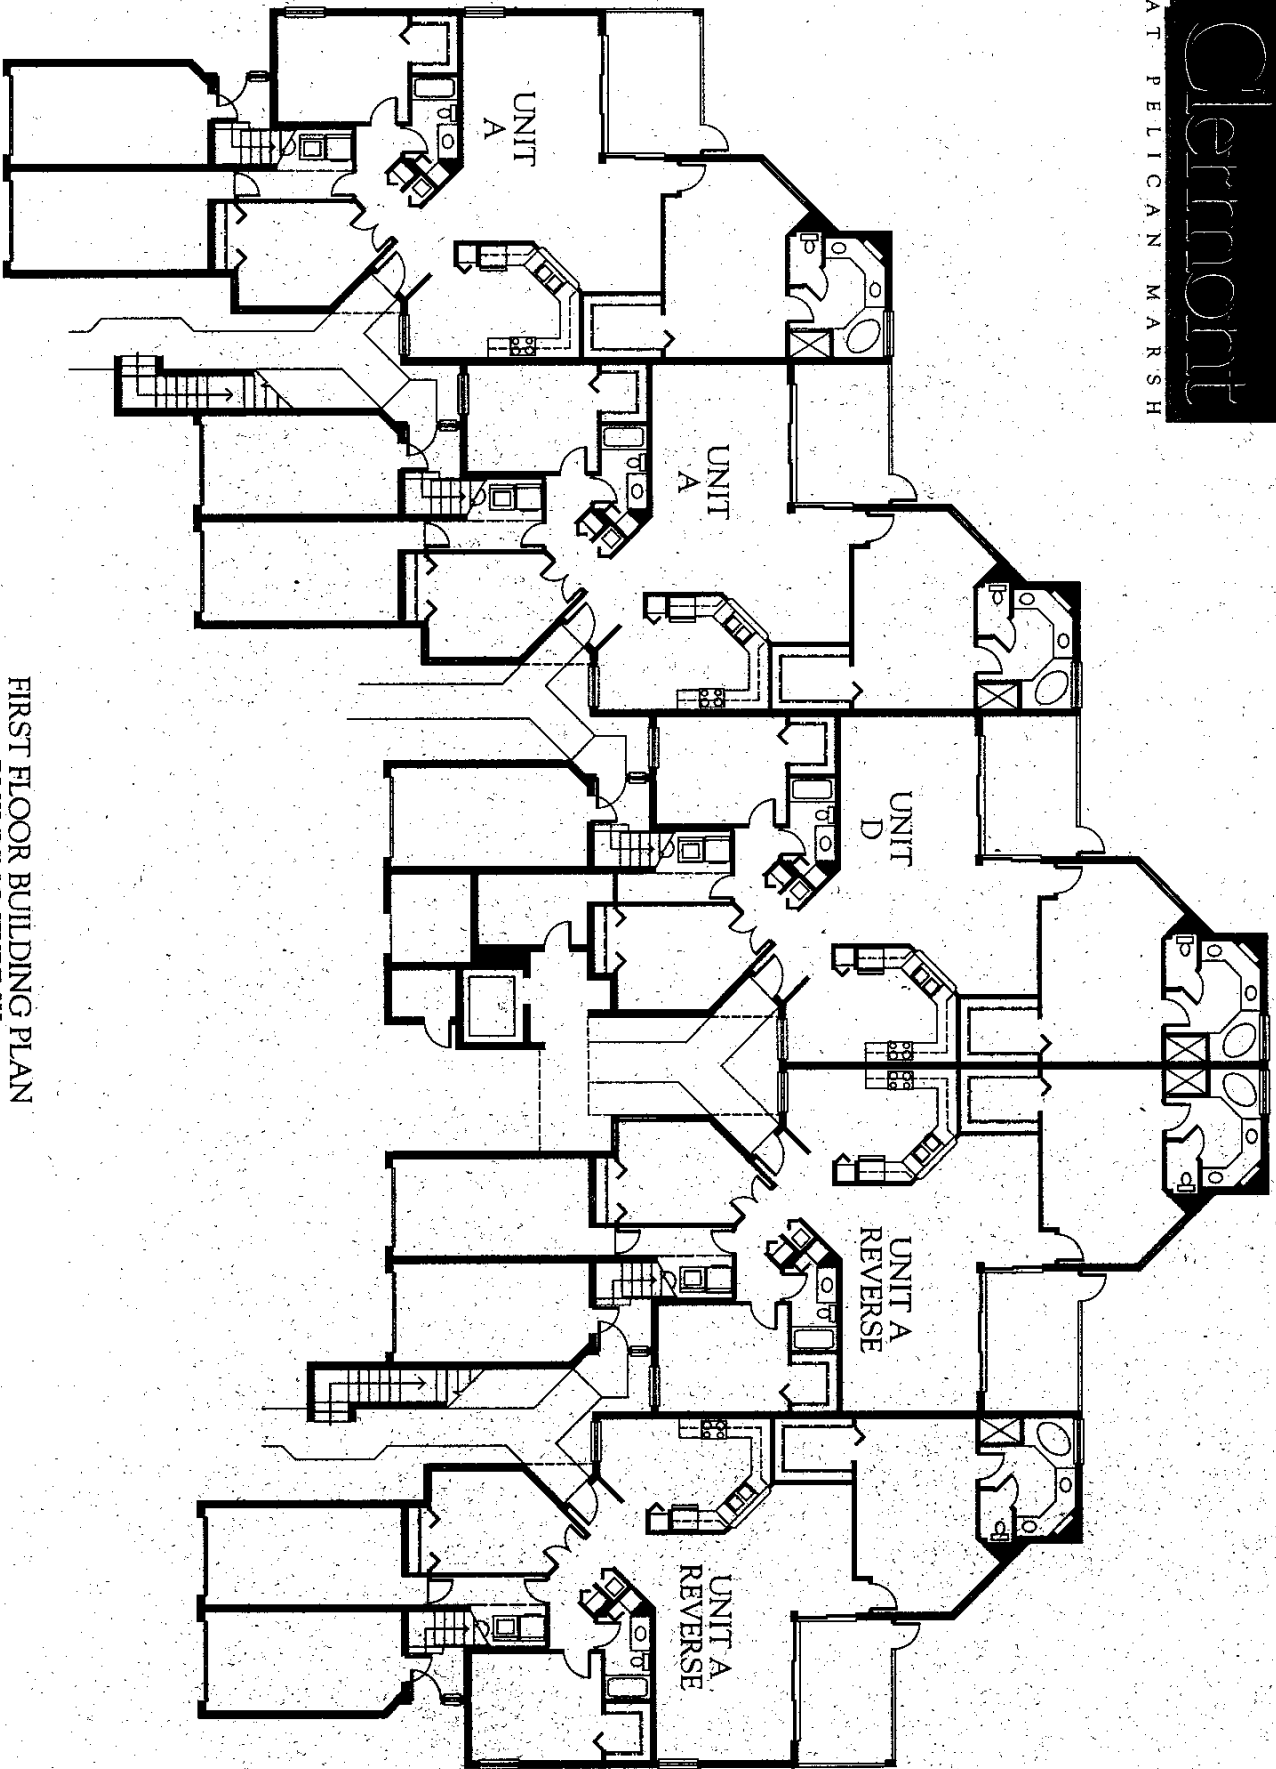 Clermont
AT PELICAN MARSH
UNIT
A
UNIT
A
UNIT
D
UNIT A
REVERSE
UNIT A
REVERSE
FIRST FLOOR BUILDING PLAN